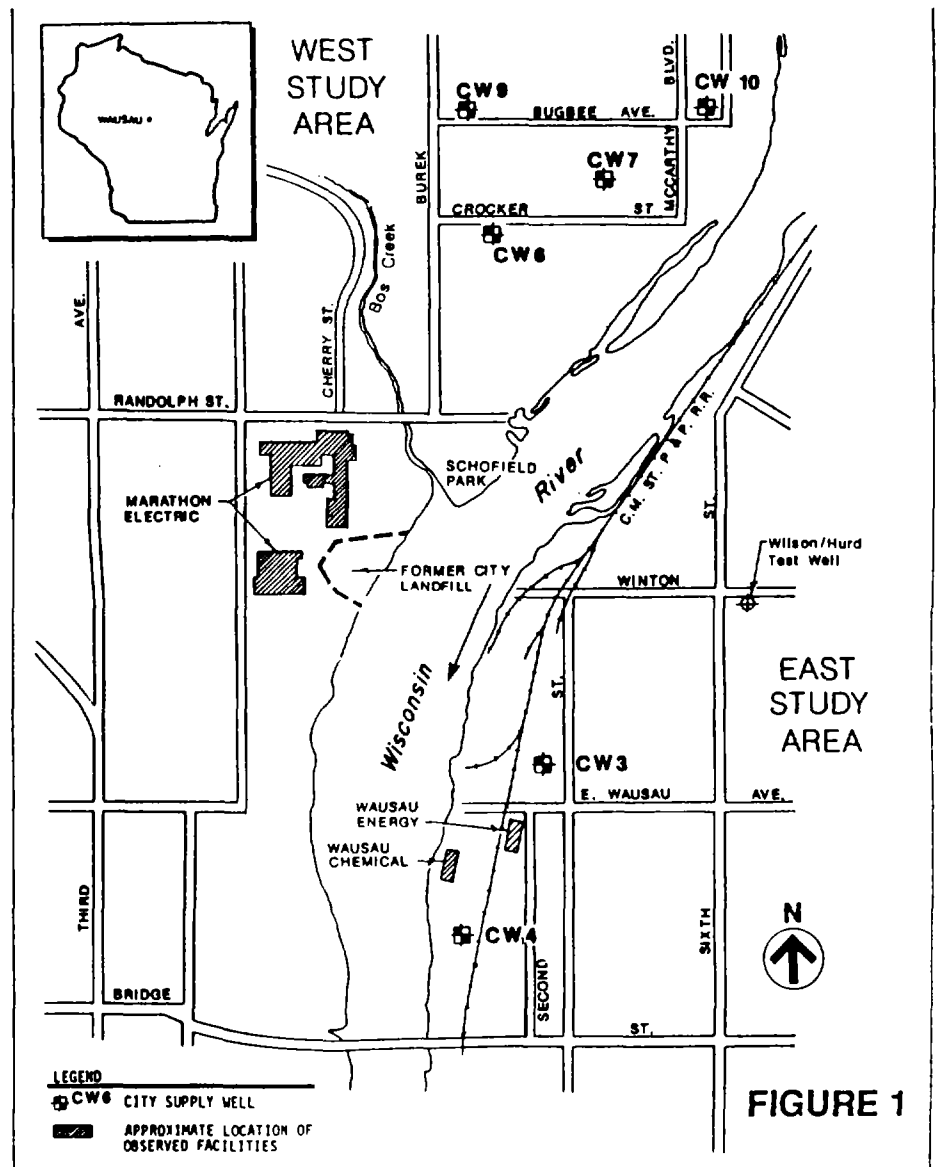 WEST
STUDY
AREA
WAUSAU
CW9
CW 10
BLVD.
BUGBEE AVE.
BUREK
CW7
MCCARTHY
CROCKER ST.
CW6
Bos Creek
AVE.
CHERRY ST.
RANDOLPH ST.
SCHOFIELD
PARK
River
C.M. ST. P & P. R.R.
MARATHON
ELECTRIC
ST.
Wilson/Hurd
Test Well
FORMER CITY
LANDFILL
WINTON
EAST
STUDY
AREA
ST.
Wisconsin
CW3
E. WAUSAU AVE.
WAUSAU
ENERGY
WAUSAU
CHEMICAL
THIRD
CW4
SECOND
SIXTH
N
BRIDGE ST.
LEGEND
CW6 CITY SUPPLY WELL
APPROXIMATE LOCATION OF
OBSERVED FACILITIES
FIGURE 1